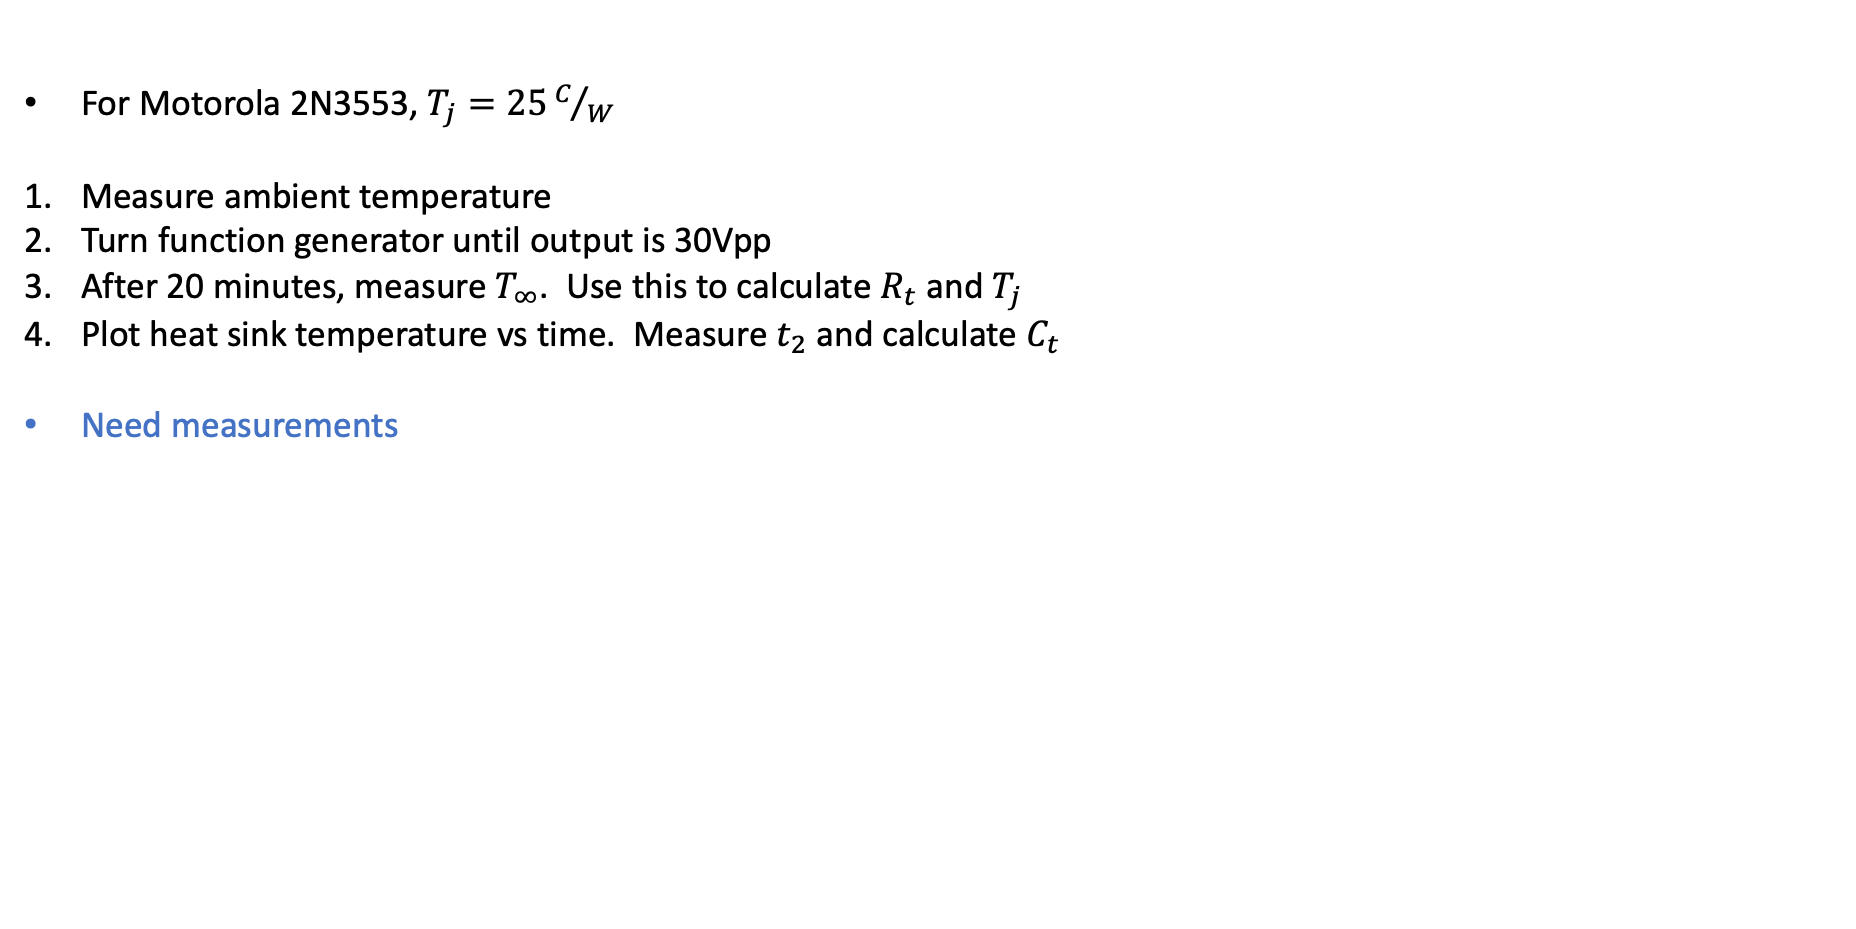 • For Motorola 2N3553, T_j = 25 C/W
1. Measure ambient temperature
2. Turn function generator until output is 30Vpp
3. After 20 minutes, measure T_∞. Use this to calculate R_t and T_j
4. Plot heat sink temperature vs time. Measure t_2 and calculate C_t
• Need measurements